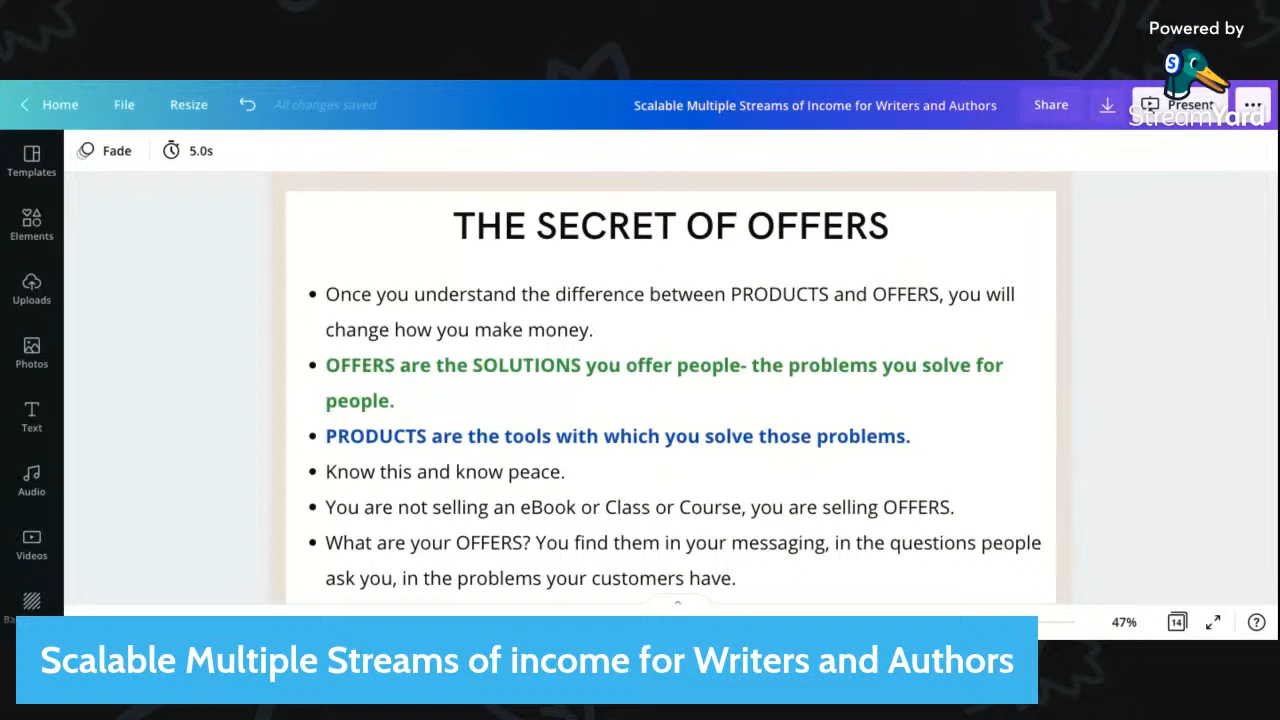 Powered by
StreamYard
Home
File
Resize
All changes saved
Scalable Multiple Streams of Income for Writers and Authors
Share
Present
Fade
5.0s
Templates
Elements
Uploads
Photos
Text
Audio
Videos
THE SECRET OF OFFERS
• Once you understand the difference between PRODUCTS and OFFERS, you will
change how you make money.
• OFFERS are the SOLUTIONS you offer people- the problems you solve for
people.
• PRODUCTS are the tools with which you solve those problems.
• Know this and know peace.
• You are not selling an eBook or Class or Course, you are selling OFFERS.
• What are your OFFERS? You find them in your messaging, in the questions people
ask you, in the problems your customers have.
47%
14
Scalable Multiple Streams of income for Writers and Authors